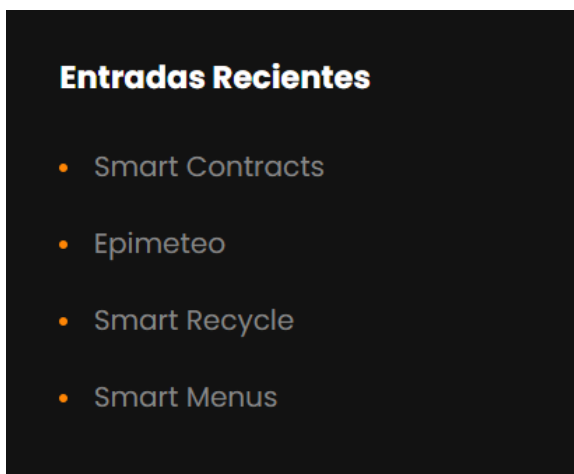 Entradas Recientes
Smart Contracts
Epimeteo
Smart Recycle
Smart Menus